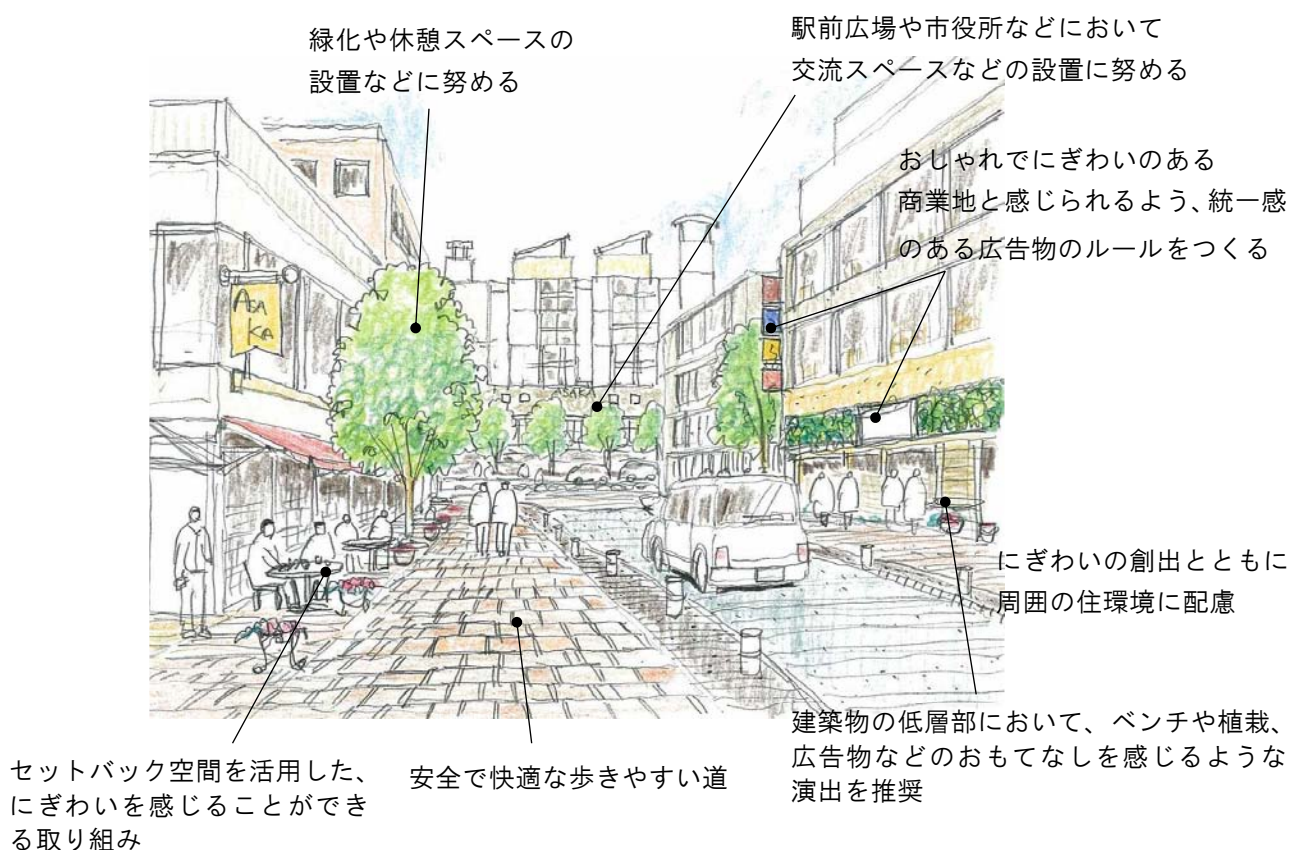 緑化や休憩スペースの
設置などに努める
駅前広場や市役所などにおいて
交流スペースなどの設置に努める
おしゃれでにぎわいのある
商業地と感じられるよう、統一感
のある広告物のルールをつくる
ASA
KA
ASAKA
にぎわいの創出とともに
周囲の住環境に配慮
建築物の低層部において、ベンチや植栽、
広告物などのおもてなしを感じるような
演出を推奨
安全で快適な歩きやすい道
セットバック空間を活用した、
にぎわいを感じることができ
る取り組み